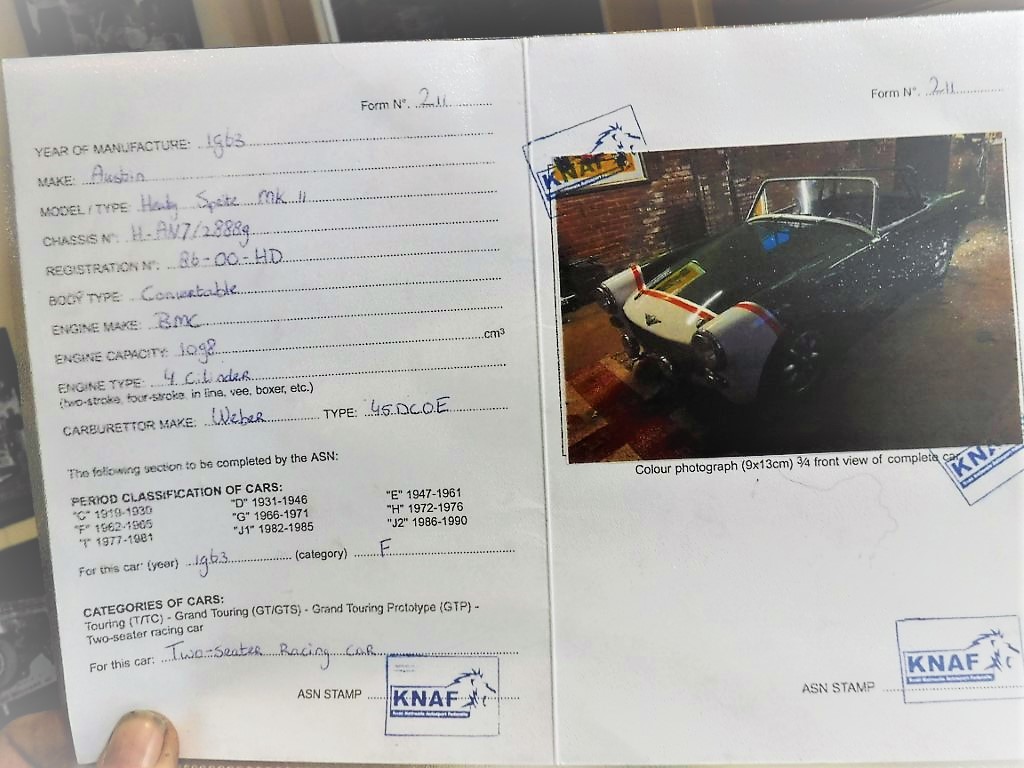 Form N°. 211
YEAR OF MANUFACTURE: 1963
MAKE: Austin
MODEL / TYPE: Healy Sprite MK II
CHASSIS N°: H-AN7/28889
REGISTRATION N°: 26-00-HD
BODY TYPE: Convertable
ENGINE MAKE: BMC
ENGINE CAPACITY: 1098 cm³
ENGINE TYPE: 4 Cilinder
(two-stroke, four-stroke, in line, vee, boxer, etc.)
CARBURETTOR MAKE: Weber TYPE: 45 DCOE
The following section to be completed by the ASN:
PERIOD CLASSIFICATION OF CARS:
"C" 1919-1930 "D" 1931-1946 "E" 1947-1961
"F" 1962-1965 "G" 1966-1971 "H" 1972-1976
"I" 1977-1981 "J1" 1982-1985 "J2" 1986-1990
For this car: (year) 1963 (category) F
CATEGORIES OF CARS:
Touring (T/TC) - Grand Touring (GT/GTS) - Grand Touring Prototype (GTP) -
Two-seater racing car
For this car: Two-Seater Racing Car
ASN STAMP
KNAF
Form N°. 211
KNAF
Colour photograph (9x13cm) ¾ front view of complete car
KNAF
ASN STAMP
KNAF